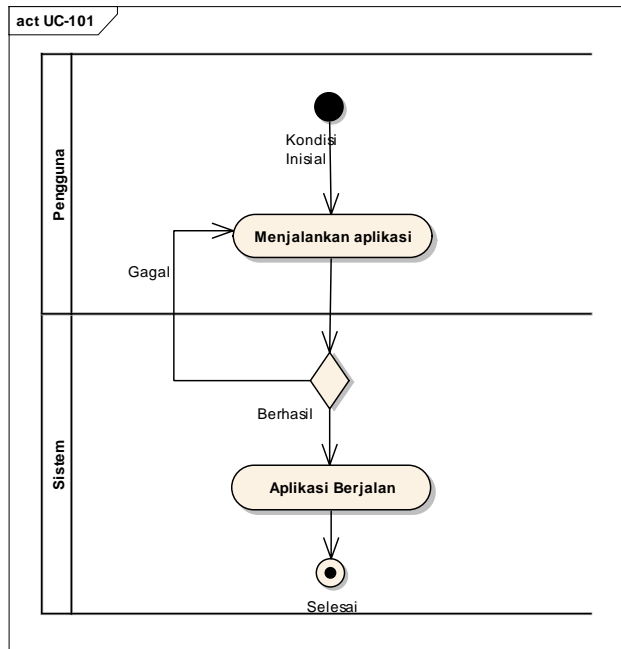 act UC-101
Pengguna
Kondisi
Inisial
Menjalankan aplikasi
Gagal
Sistem
Berhasil
Aplikasi Berjalan
Selesai